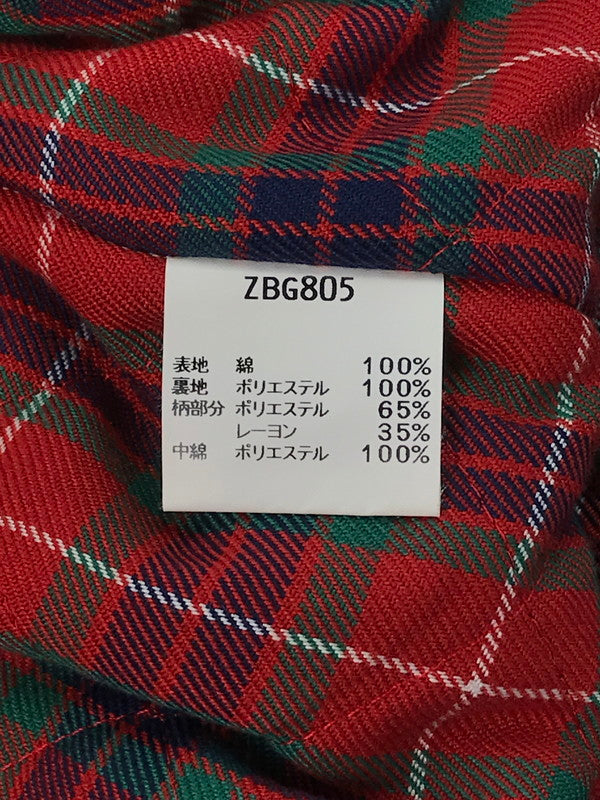 ZBG805
表地 綿 100%
裏地 ポリエステル 100%
柄部分 ポリエステル 65%
レーヨン 35%
中綿 ポリエステル 100%